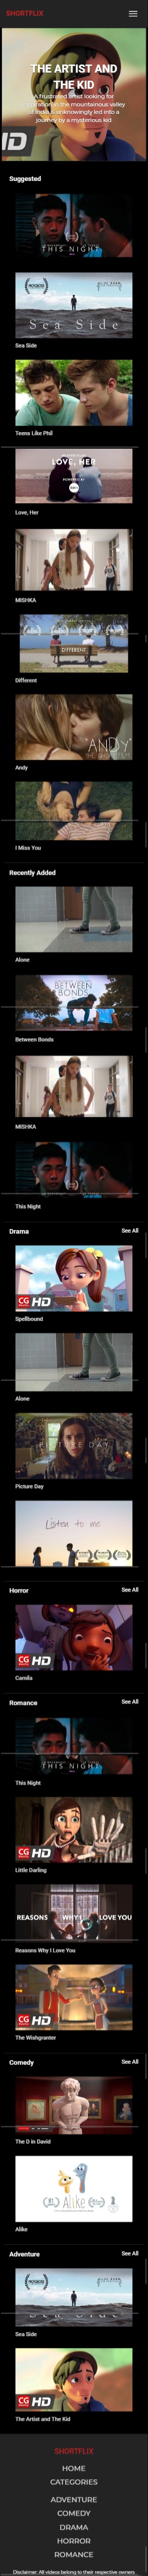 SHORTFLIX
THE ARTIST AND
THE KID
A frustrated artist looking for
inspiration in the mountainous valley
of India is unknowingly led into a
journey by a mysterious kid
ID
Suggested
THIS NIGHT
Sea Side
Sea Side
Teens Like Phil
LOVE, HER
Love, Her
MISHKA
DIFFERENT
Different
"ANDY"
Andy
I Miss You
Recently Added
Alone
BETWEEN
BONDS
Between Bonds
MISHKA
This Night
Drama
See All
CG HD
Spellbound
Alone
PICTURE DAY
Picture Day
Listen to me
Horror
See All
CG HD
Camila
Romance
See All
THIS NIGHT
This Night
CG HD
Little Darling
REASONS WHY I LOVE YOU
Reasons Why I Love You
CG HD
The Wishgranter
Comedy
See All
The D in David
Alike
Alike
Adventure
See All
Sea Side
CG HD
The Artist and The Kid
SHORTFLIX
HOME
CATEGORIES
ADVENTURE
COMEDY
DRAMA
HORROR
ROMANCE
Disclaimer: All videos belong to their respective owners